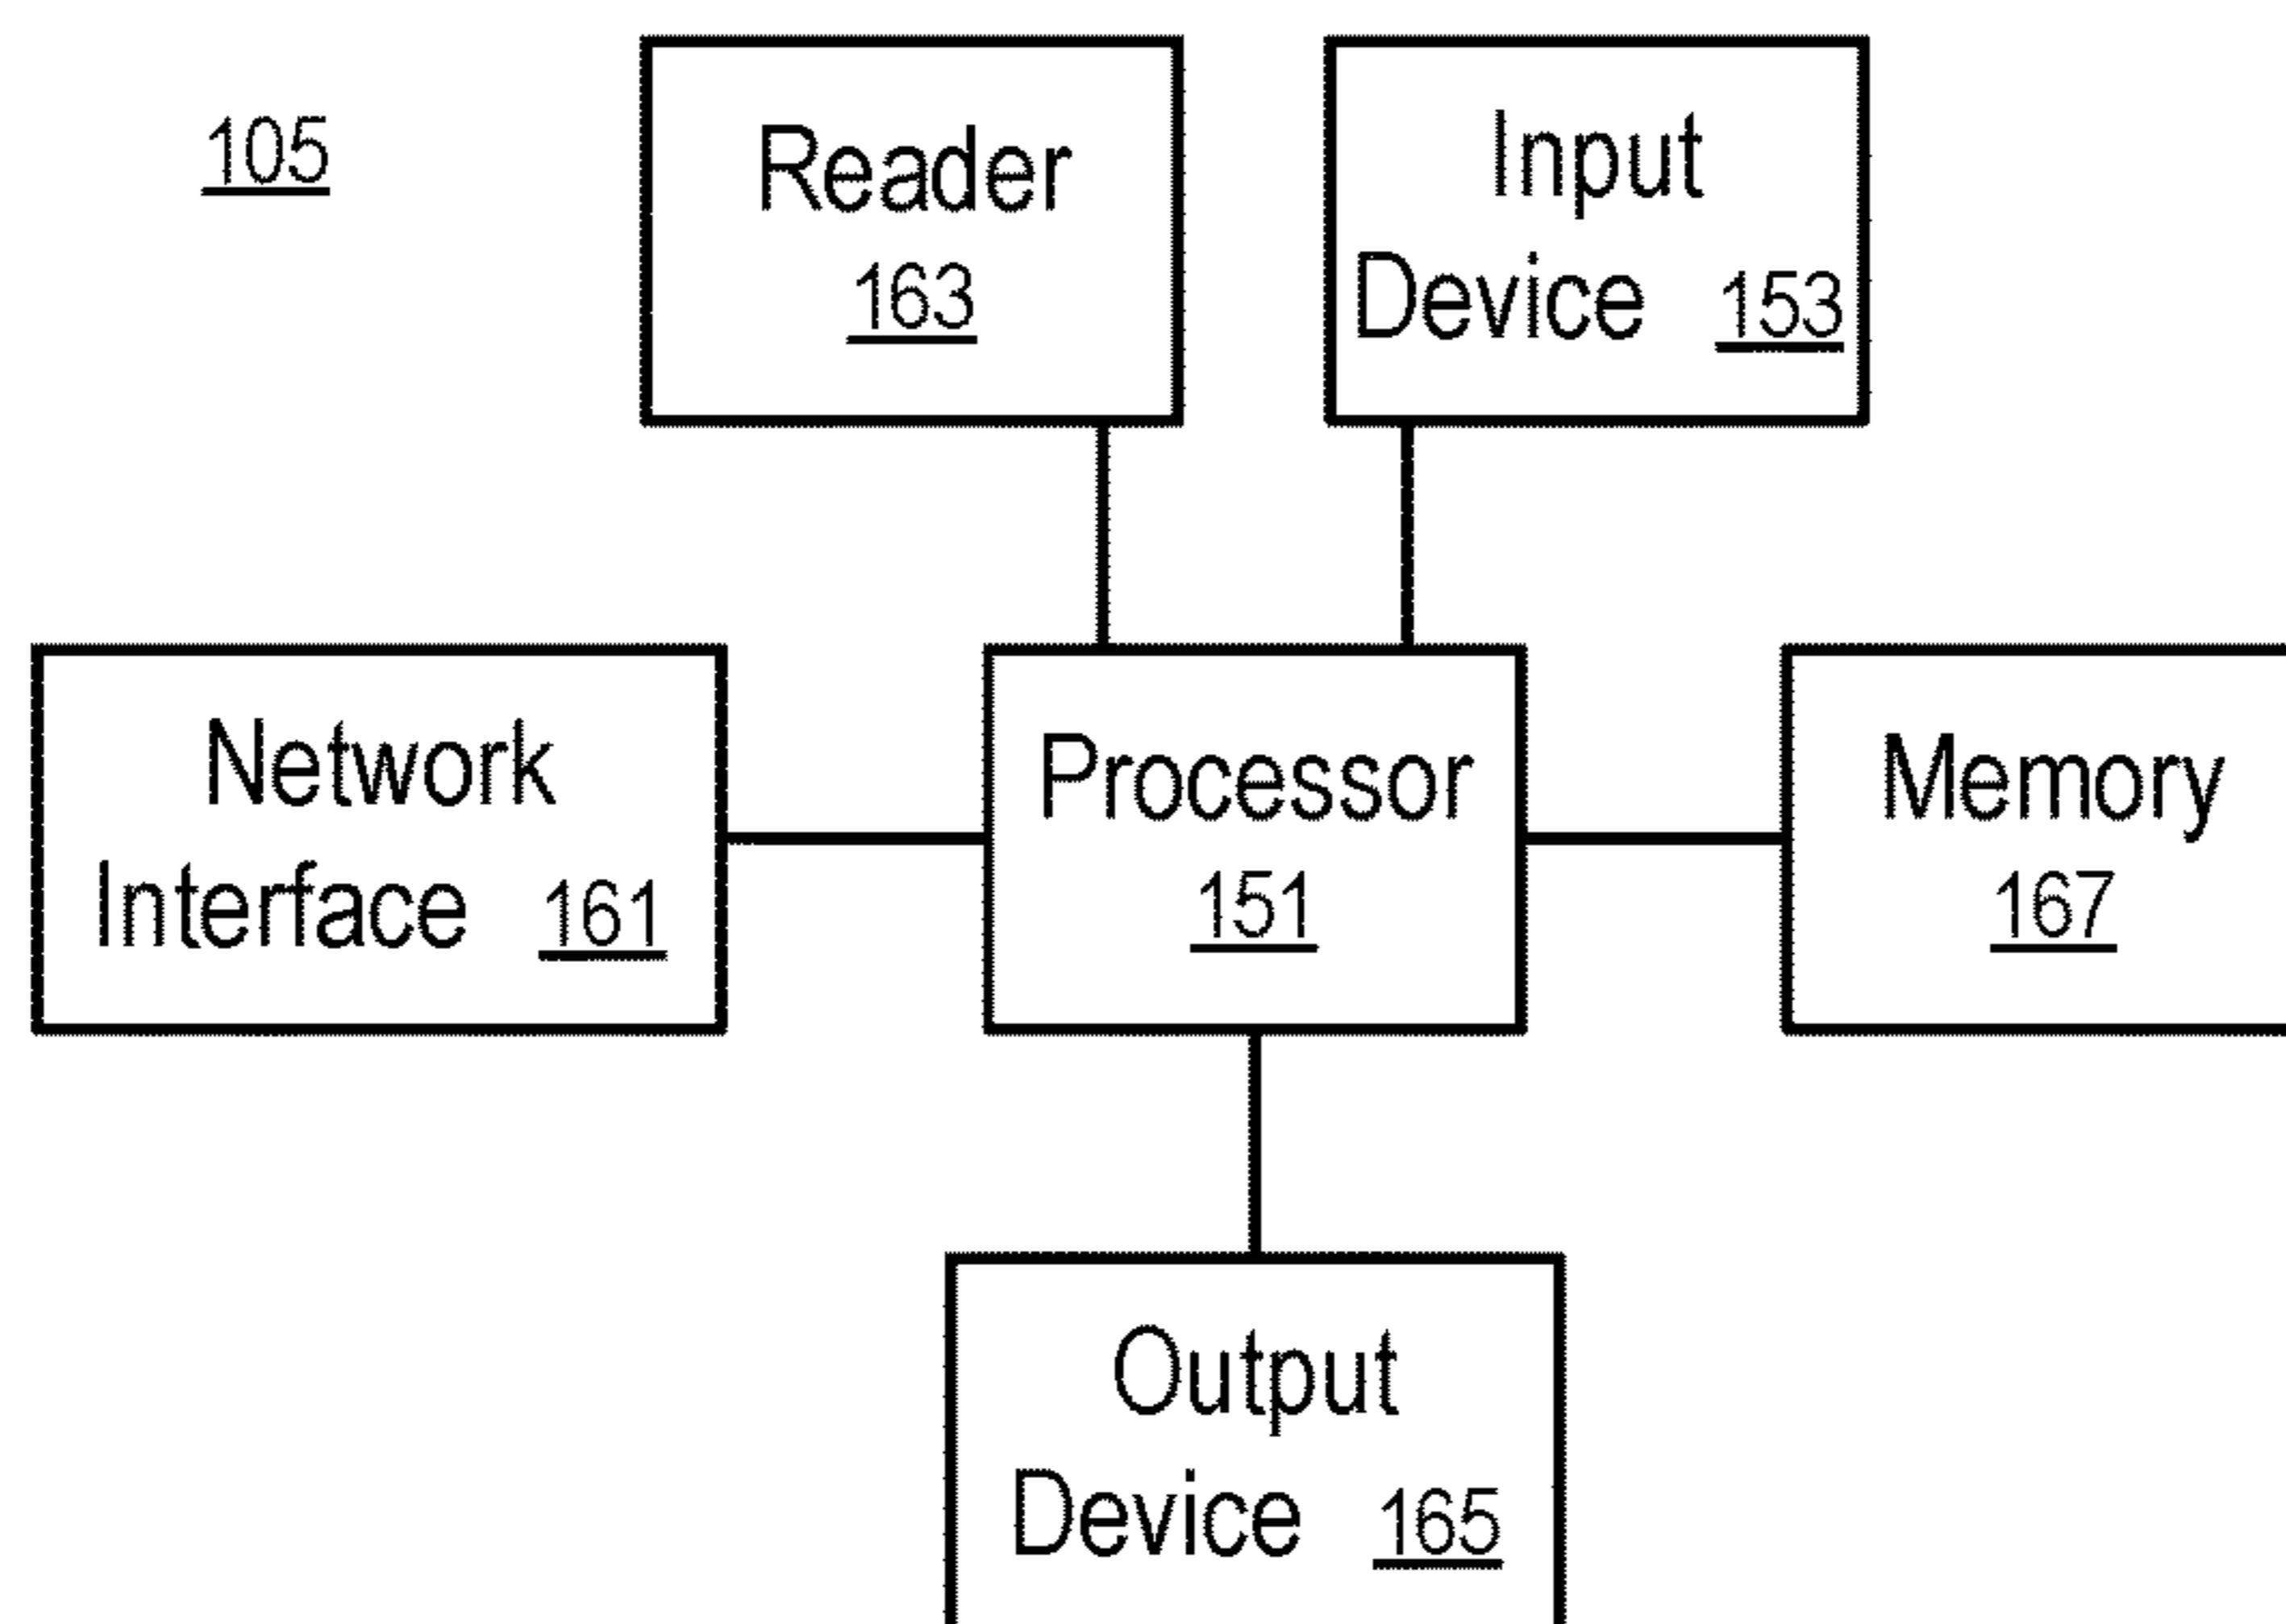 105
Reader
163
Input
Device 153
Network
Interface 161
Processor
151
Memory
167
Output
Device 165